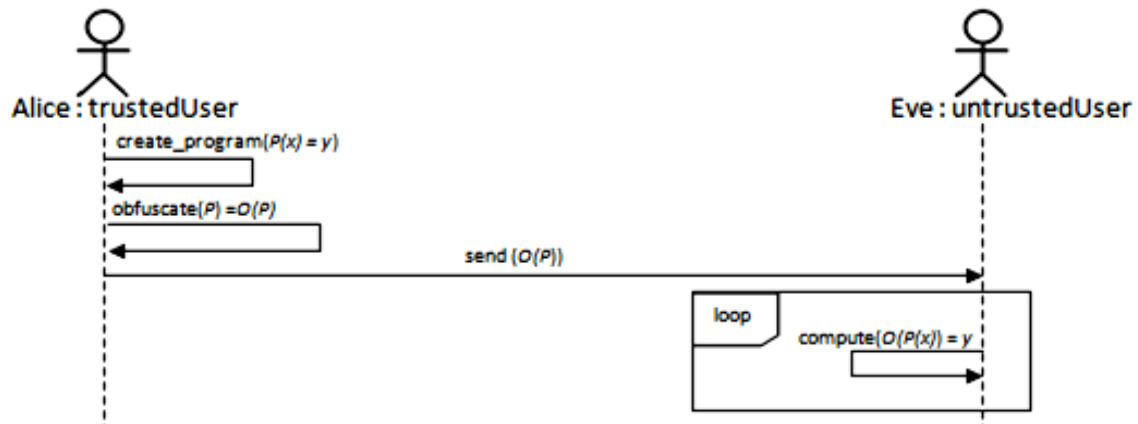 Alice : trustedUser
Eve : untrustedUser
create_program(P(x) = y)
obfuscate(P) =O(P)
send (O(P))
loop
compute(O(P(x)) = y